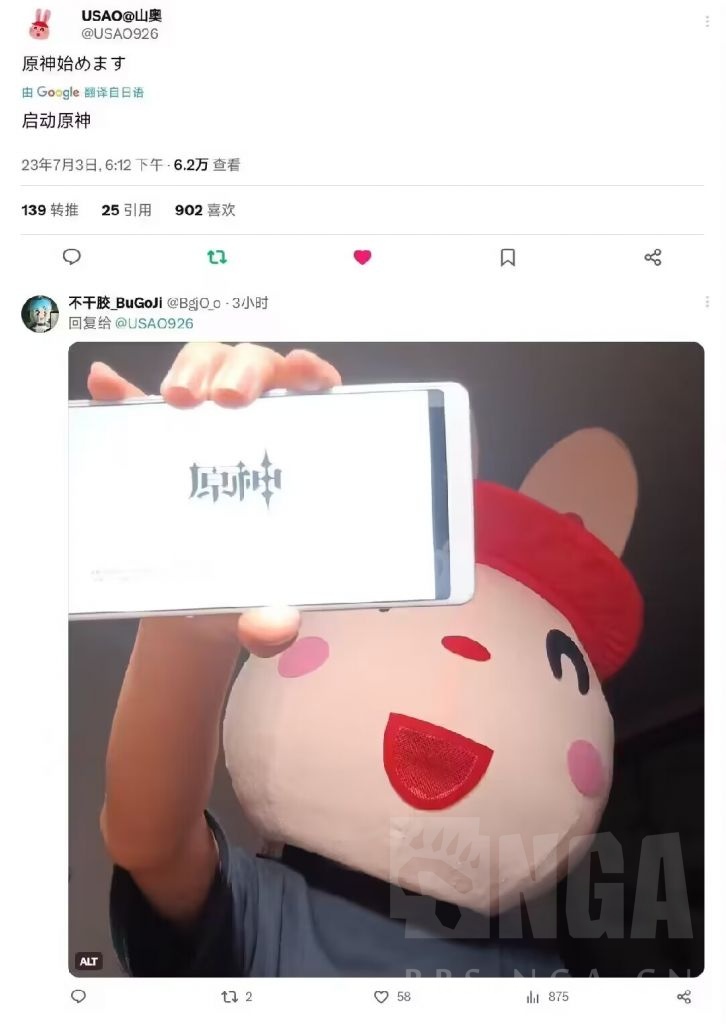 USAO@山奥
@USAO926
原神始めます
由 Google 翻译自日语
启动原神
23年7月3日, 6:12 下午 · 6.2万 查看
139 转推 25 引用 902 喜欢
不干胶_BuGoJi @BgjO_o · 3小时
回复给 @USAO926
原神
ALT
NGA
BBS.NGA.CN
2 58 875